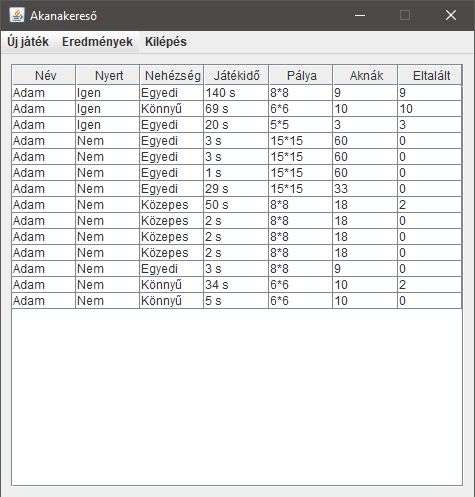 Akanakereső
Új játék Eredmények Kilépés
Név Nyert Nehézség Játékidő Pálya Aknák Eltalált
Adam Igen Egyedi 140 s 8*8 9 9
Adam Igen Könnyű 69 s 6*6 10 10
Adam Igen Egyedi 20 s 5*5 3 3
Adam Nem Egyedi 3 s 15*15 60 0
Adam Nem Egyedi 3 s 15*15 60 0
Adam Nem Egyedi 1 s 15*15 60 0
Adam Nem Egyedi 29 s 15*15 33 0
Adam Nem Közepes 50 s 8*8 18 2
Adam Nem Közepes 2 s 8*8 18 0
Adam Nem Közepes 2 s 8*8 18 0
Adam Nem Közepes 2 s 8*8 18 0
Adam Nem Egyedi 3 s 8*8 9 0
Adam Nem Könnyű 34 s 6*6 10 2
Adam Nem Könnyű 5 s 6*6 10 0